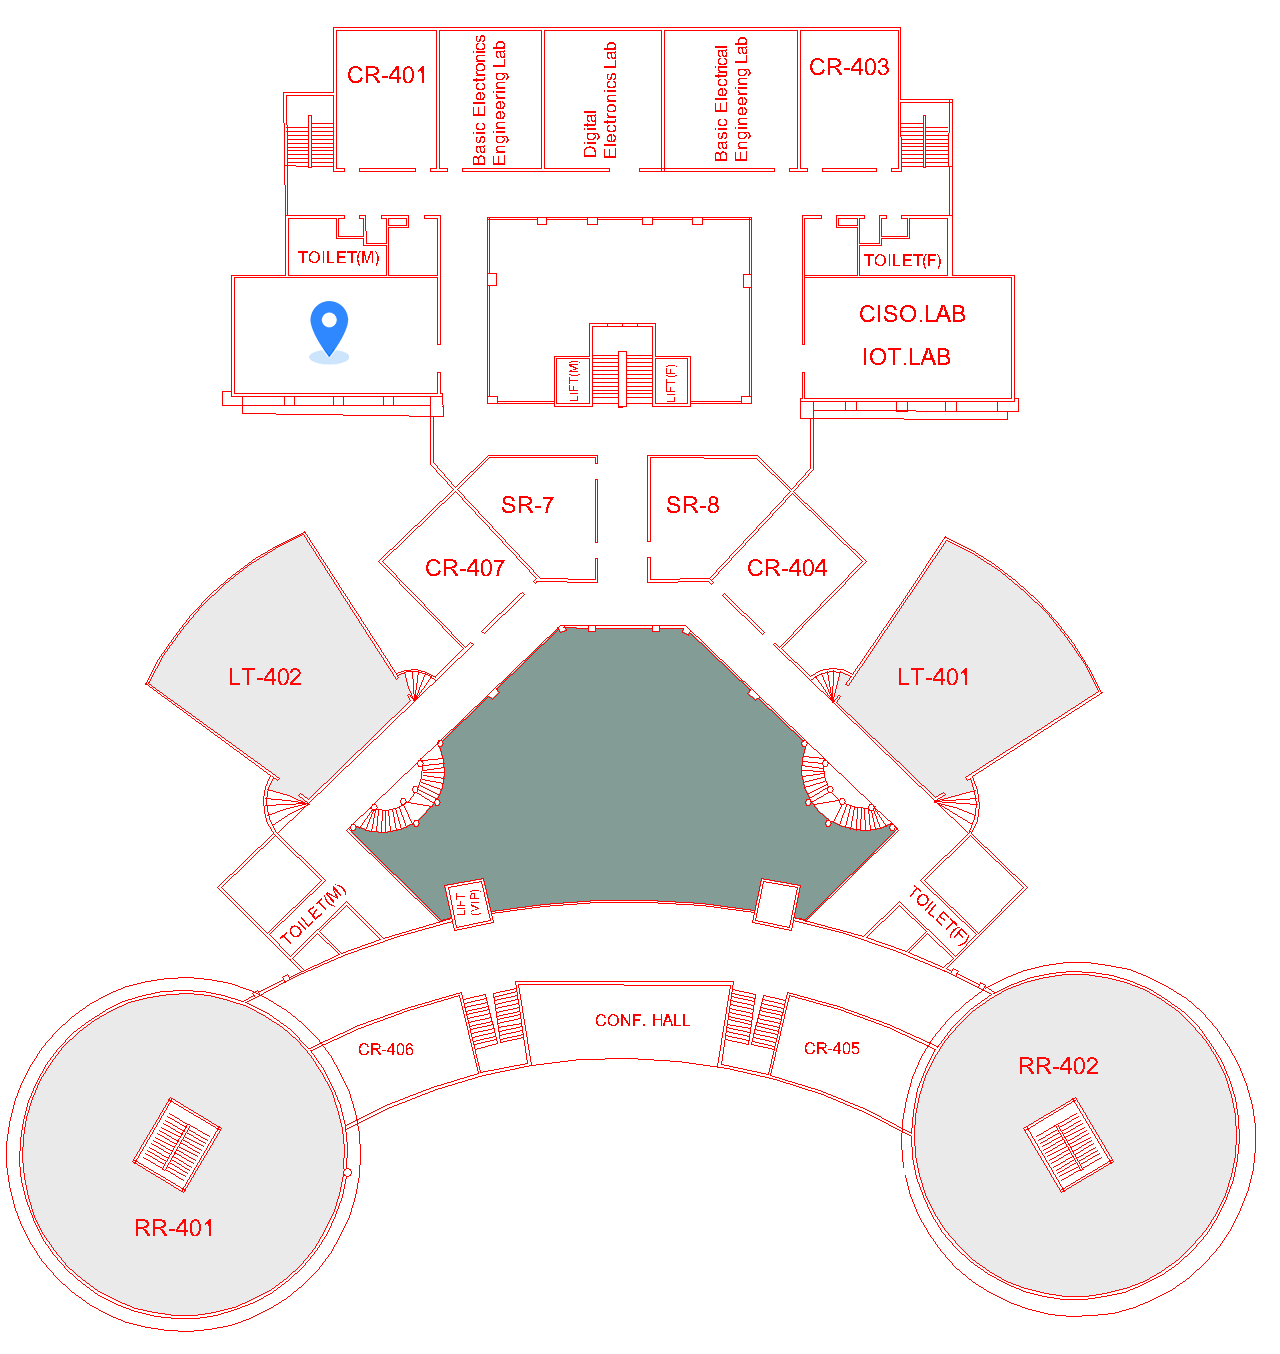 CR-401
Basic Electronics
Engineering Lab
Digital
Electronics Lab
Basic Electrical
Engineering Lab
CR-403
TOILET(M)
TOILET(F)
CISO.LAB
IOT.LAB
LIFT(M)
LIFT(F)
SR-7
SR-8
CR-407
CR-404
LT-402
LT-401
TOILET(M)
LIFT
(VIP)
TOILET(F)
CONF. HALL
CR-406
CR-405
RR-402
RR-401